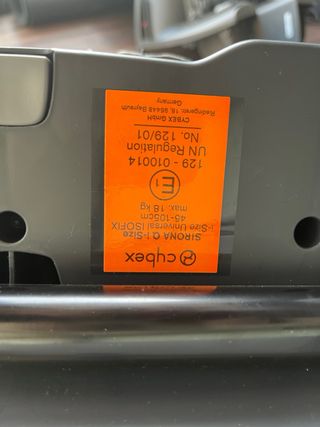 cybex
SIRONA Q i-Size
i-Size Universal ISOFIX
45-105cm
max. 18 kg
E1
129 - 010014
UN Regulation
No. 129/01
CYBEX GmbH
Riedingerstr. 18, 95448 Bayreuth
Germany